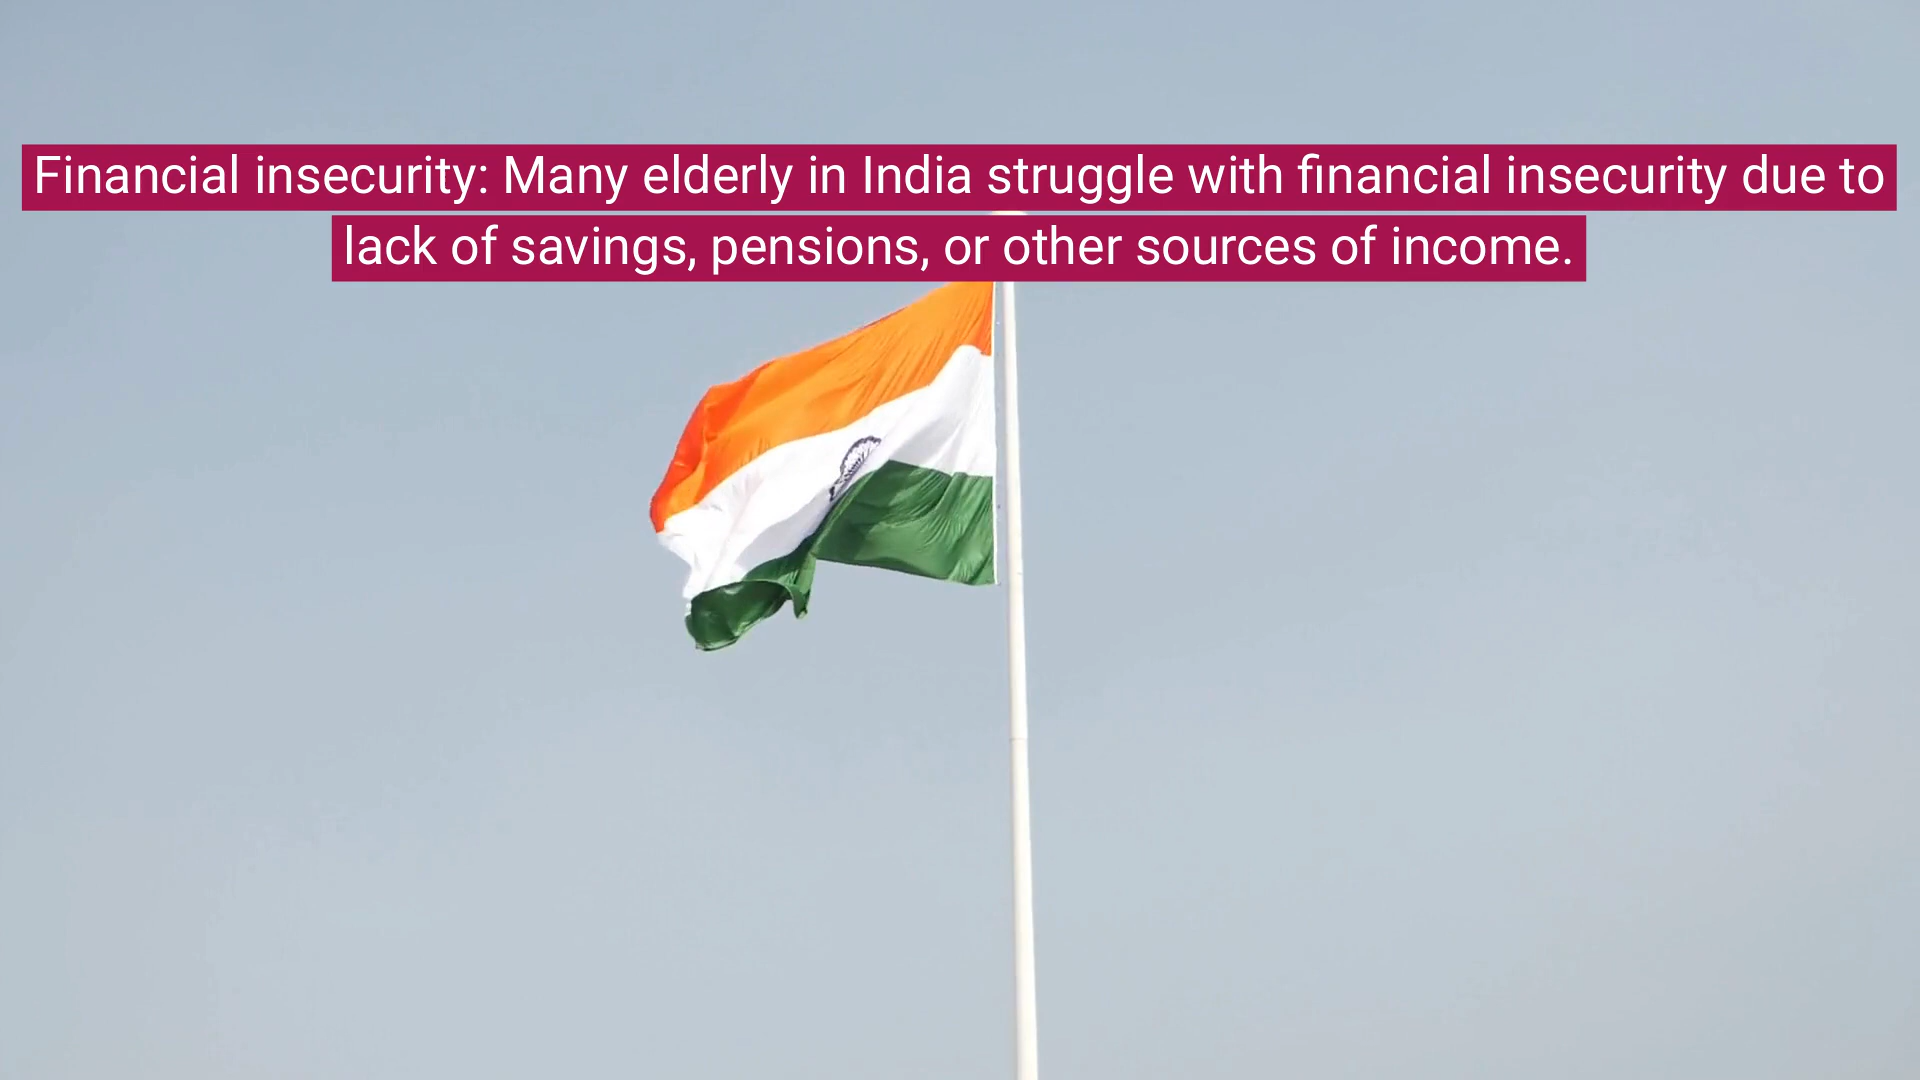 Financial insecurity: Many elderly in India struggle with financial insecurity due to
lack of savings, pensions, or other sources of income.